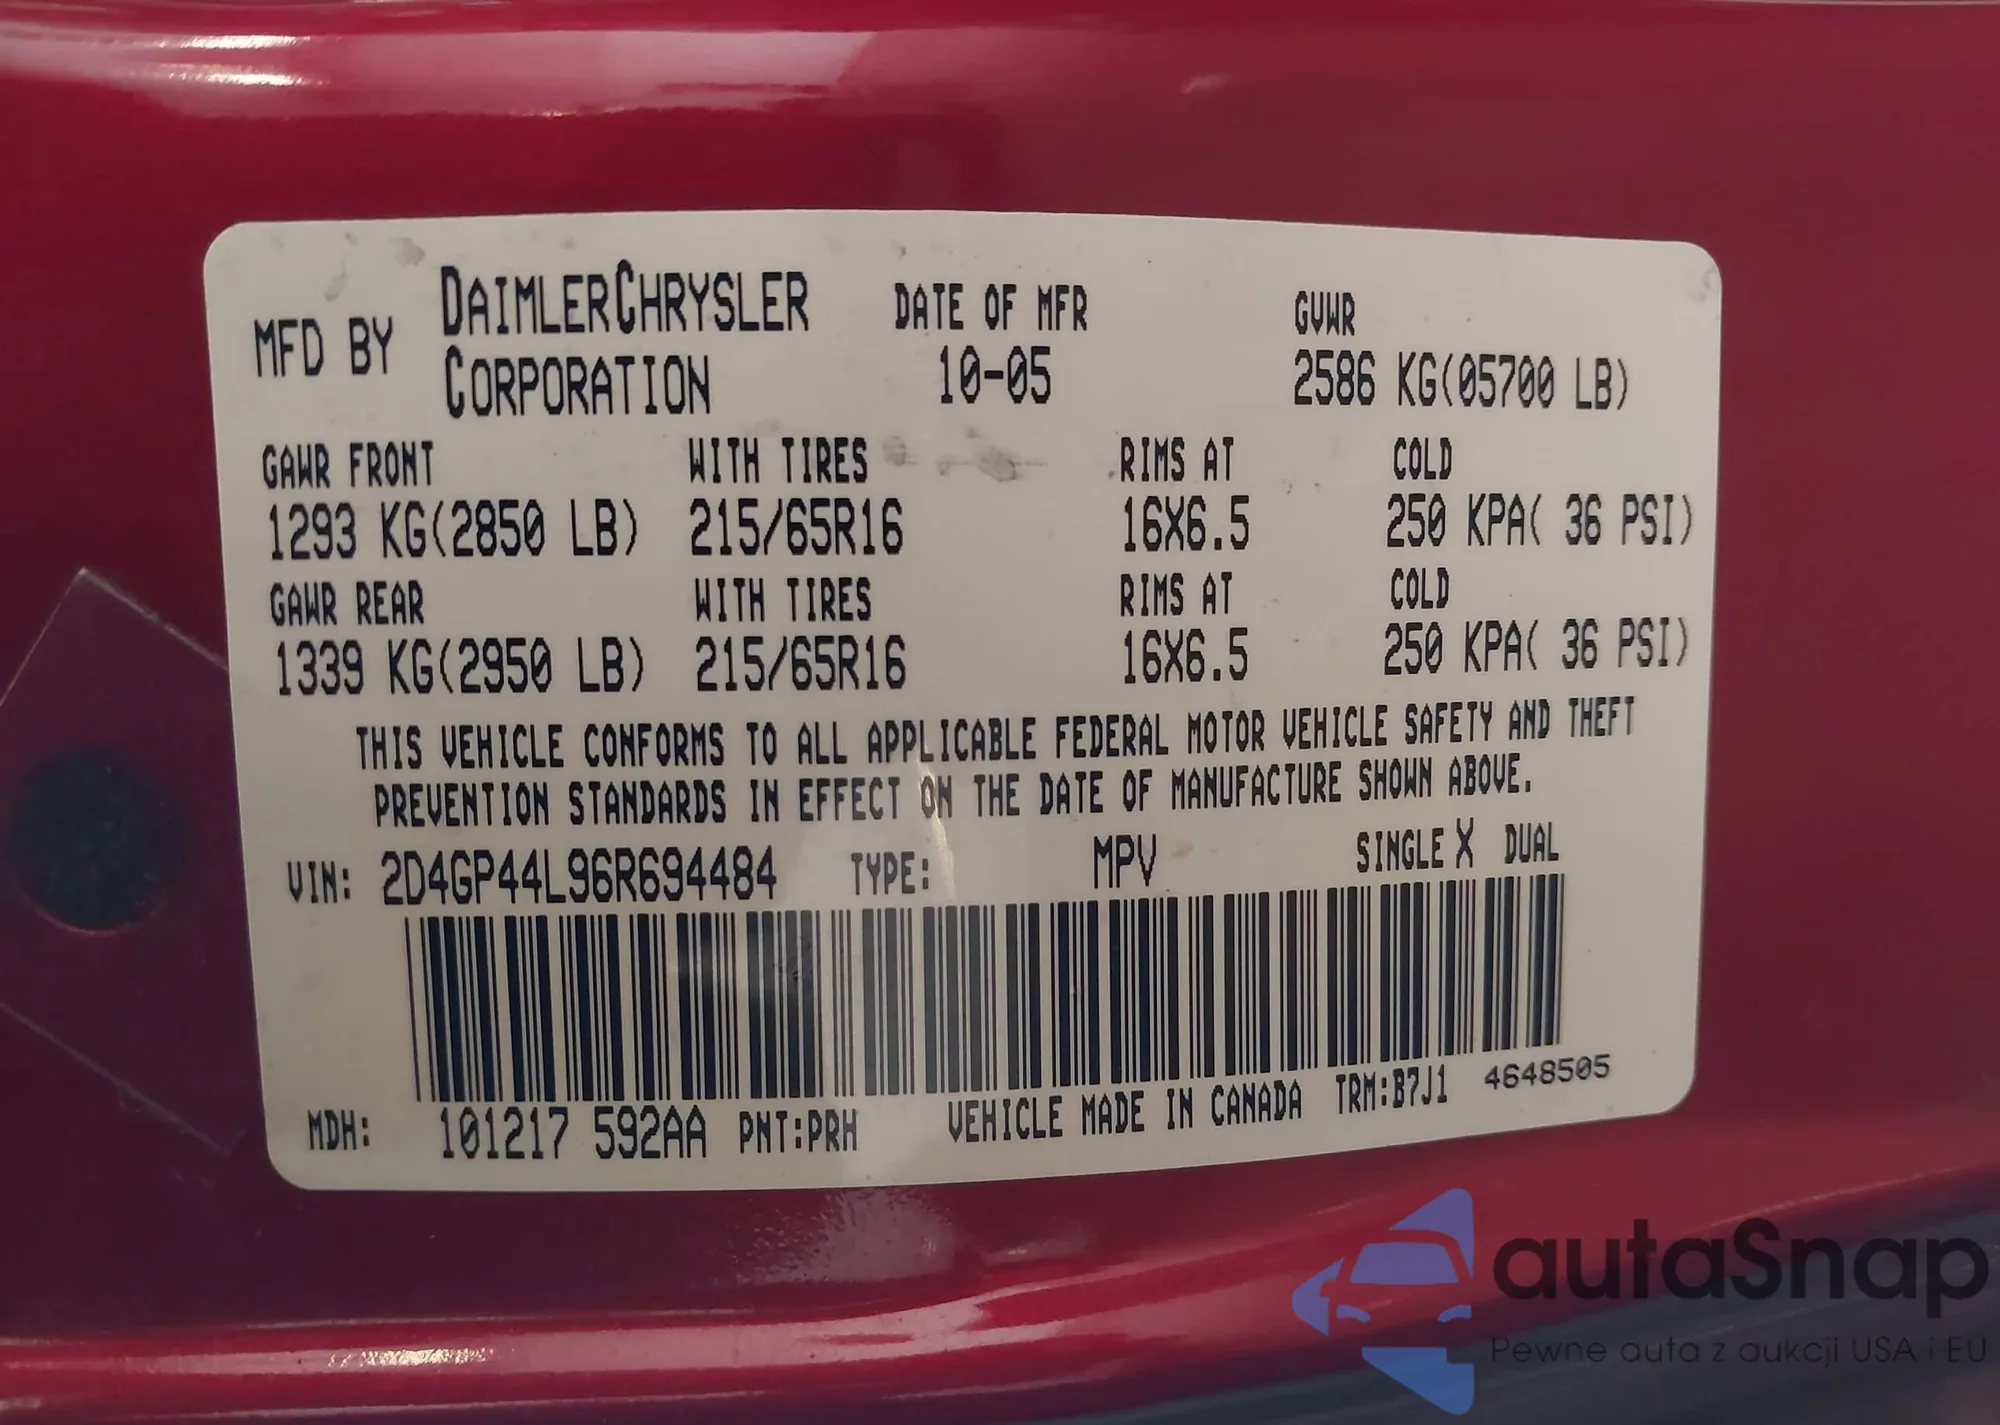 MFD BY DAIMLERCHRYSLER CORPORATION DATE OF MFR 10-05 GVWR 2586 KG(05700 LB)
GAWR FRONT WITH TIRES RIMS AT COLD
1293 KG(2850 LB) 215/65R16 16X6.5 250 KPA( 36 PSI)
GAWR REAR WITH TIRES RIMS AT COLD
1339 KG(2950 LB) 215/65R16 16X6.5 250 KPA( 36 PSI)
THIS VEHICLE CONFORMS TO ALL APPLICABLE FEDERAL MOTOR VEHICLE SAFETY AND THEFT
PREVENTION STANDARDS IN EFFECT ON THE DATE OF MANUFACTURE SHOWN ABOVE.
VIN: 2D4GP44L96R694484 TYPE: MPV SINGLE X DUAL
MDH: 101217 592AA PNT:PRH VEHICLE MADE IN CANADA TRM:B7J1 4648505
autaSnap
Pewne auta z aukcji USA i EU